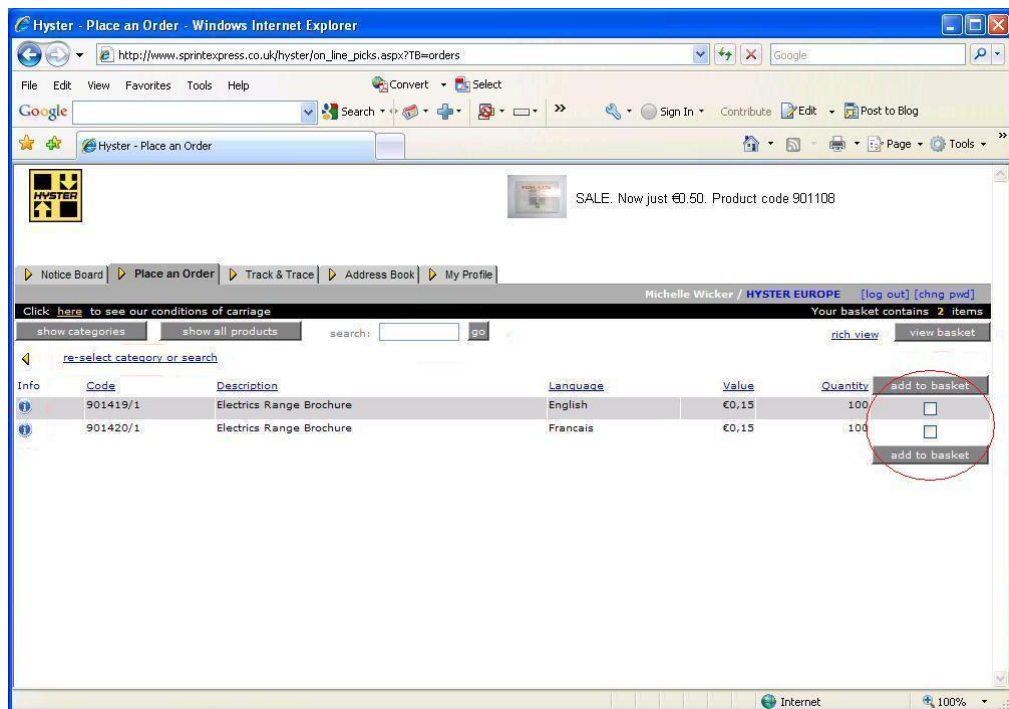 Hyster - Place an Order - Windows Internet Explorer
http://www.sprintexpress.co.uk/hyster/on_line_picks.aspx?TB=orders Google
File Edit View Favorites Tools Help Convert Select
Google Search Sign In Contribute Edit Post to Blog
Hyster - Place an Order Page Tools
HYSTER
SALE. Now just €0.50. Product code 901108
Notice Board Place an Order Track & Trace Address Book My Profile
Michelle Wicker / HYSTER EUROPE [log out] [chng pwd]
Click here to see our conditions of carriage Your basket contains 2 items
show categories show all products search: go rich view view basket
re-select category or search
Info Code Description Language Value Quantity add to basket
901419/1 Electrics Range Brochure English €0,15 100
901420/1 Electrics Range Brochure Francais €0,15 100
add to basket
Internet 100%